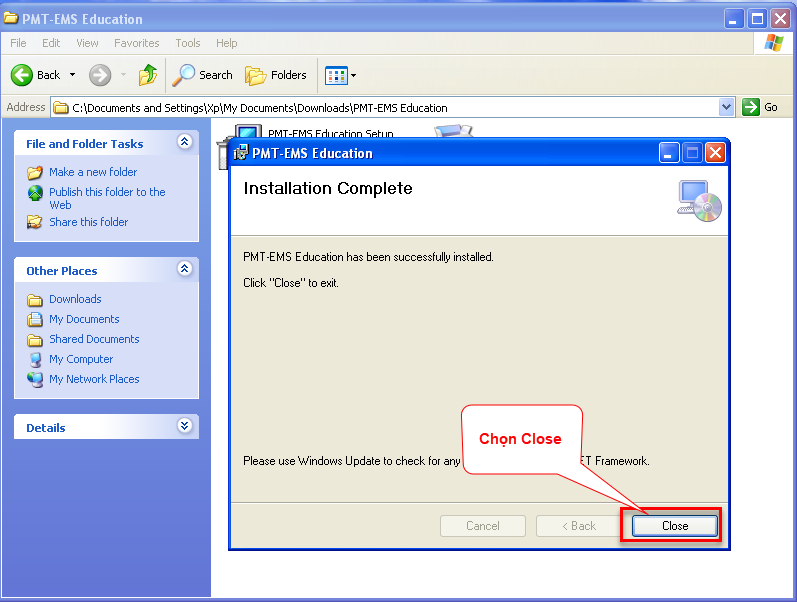 PMT-EMS Education
File Edit View Favorites Tools Help
Back Search Folders
Address C:\Documents and Settings\Xp\My Documents\Downloads\PMT-EMS Education Go
File and Folder Tasks
Make a new folder
Publish this folder to the
Web
Share this folder
Other Places
Downloads
My Documents
Shared Documents
My Computer
My Network Places
Details
PMT-EMS Education Setup
PMT-EMS Education
Installation Complete
PMT-EMS Education has been successfully installed.
Click "Close" to exit.
Chọn Close
Please use Windows Update to check for any ET Framework.
Cancel < Back Close